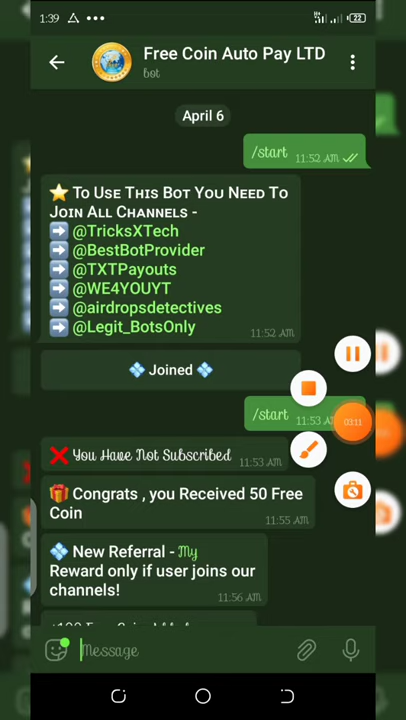 1:39
22
Free Coin Auto Pay LTD
bot
April 6
/start 11:52 AM
⭐ To Use This Bot You Need To
Join All Channels -
➡ @TricksXTech
➡ @BestBotProvider
➡ @TXTPayouts
➡ @WE4YOUYT
➡ @airdropsdetectives
➡ @Legit_BotsOnly
11:52 AM
💠 Joined 💠
/start 11:53 AM
03:11
❌ You Have Not Subscribed 11:53 AM
🎁 Congrats , you Received 50 Free
Coin
11:55 AM
💠 New Referral - My
Reward only if user joins our
channels!
11:56 AM
Message